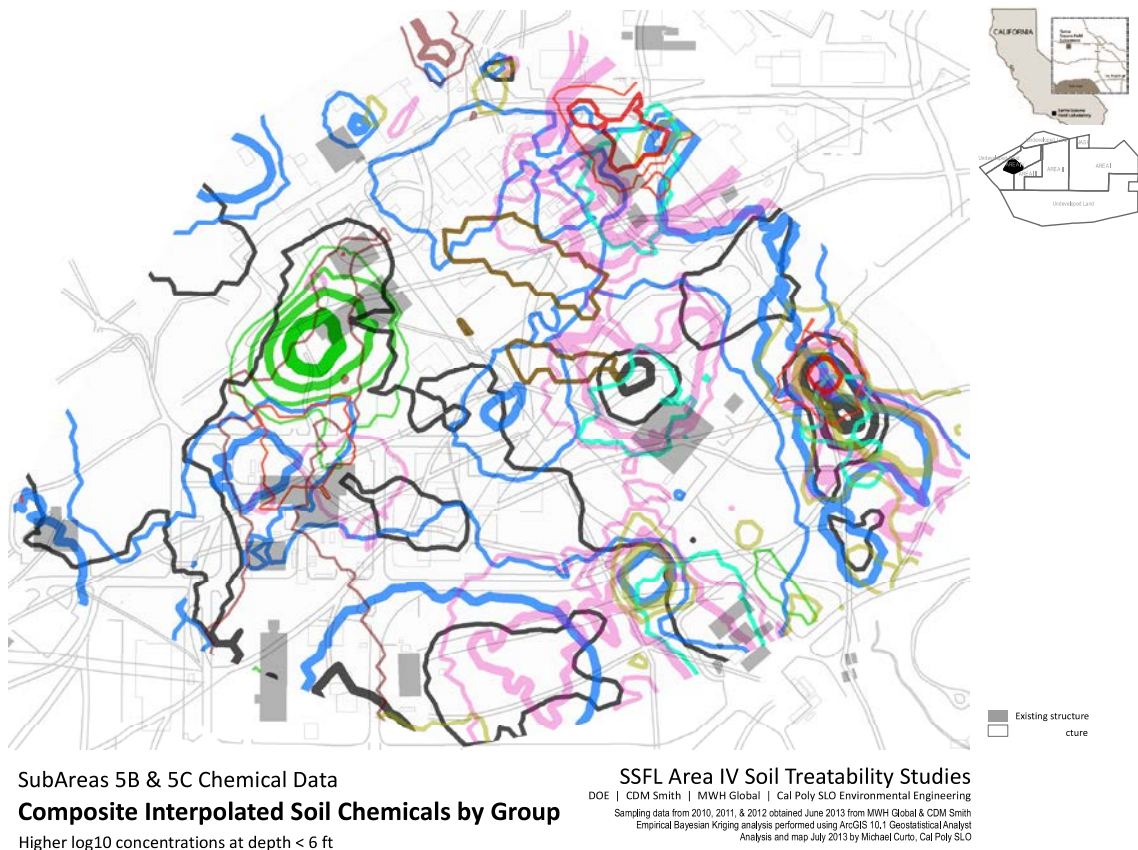 CALIFORNIA
Undeveloped Land
AREA I
AREA II
Undeveloped Land
Existing structure
cture
SubAreas 5B & 5C Chemical Data
Composite Interpolated Soil Chemicals by Group
Higher log10 concentrations at depth < 6 ft
SSFL Area IV Soil Treatability Studies
DOE | CDM Smith | MWH Global | Cal Poly SLO Environmental Engineering
Sampling data from 2010, 2011, & 2012 obtained June 2013 from MWH Global & CDM Smith
Empirical Bayesian Kriging analysis performed using ArcGIS 10.1 Geostatistical Analyst
Analysis and map July 2013 by Michael Curto, Cal Poly SLO